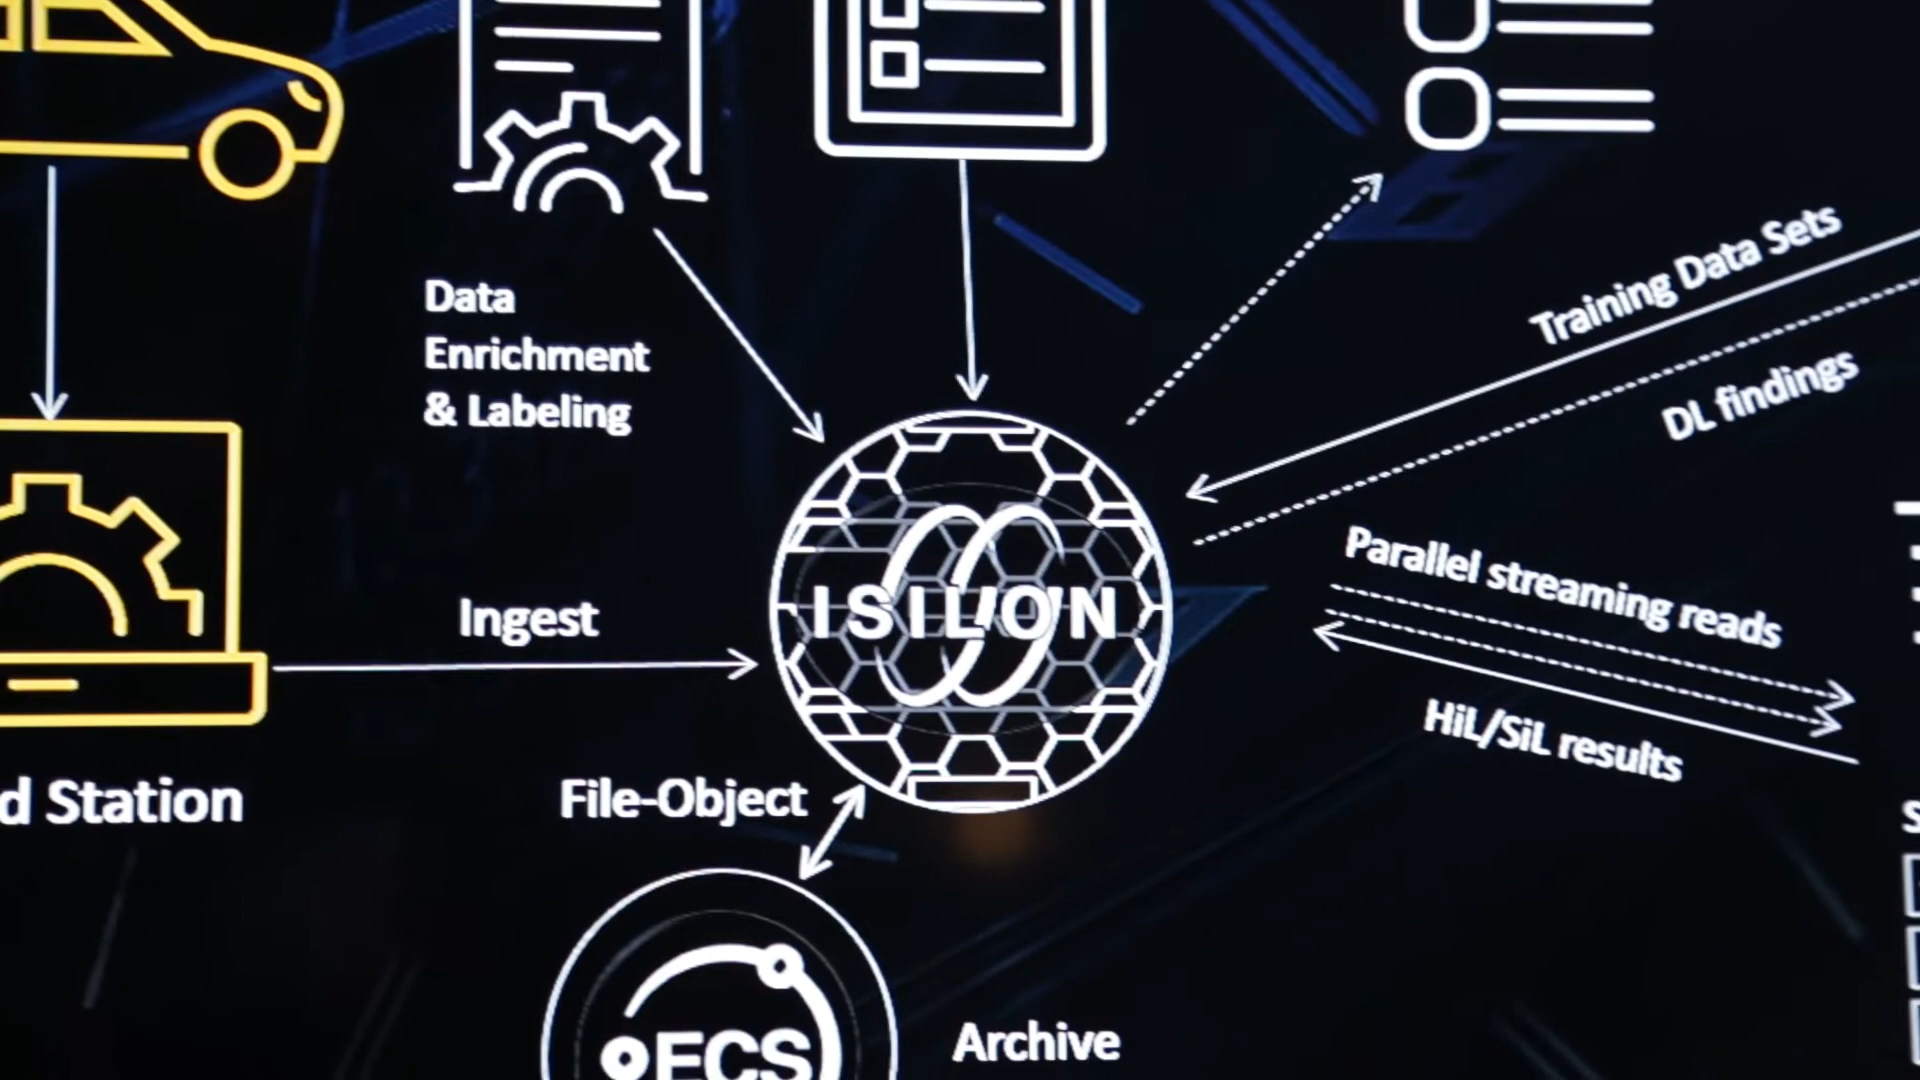 Data
Enrichment
& Labeling
Training Data Sets
DL findings
Parallel streaming reads
HiL/SiL results
Ingest
ISILON
d Station
File-Object
ECS
Archive